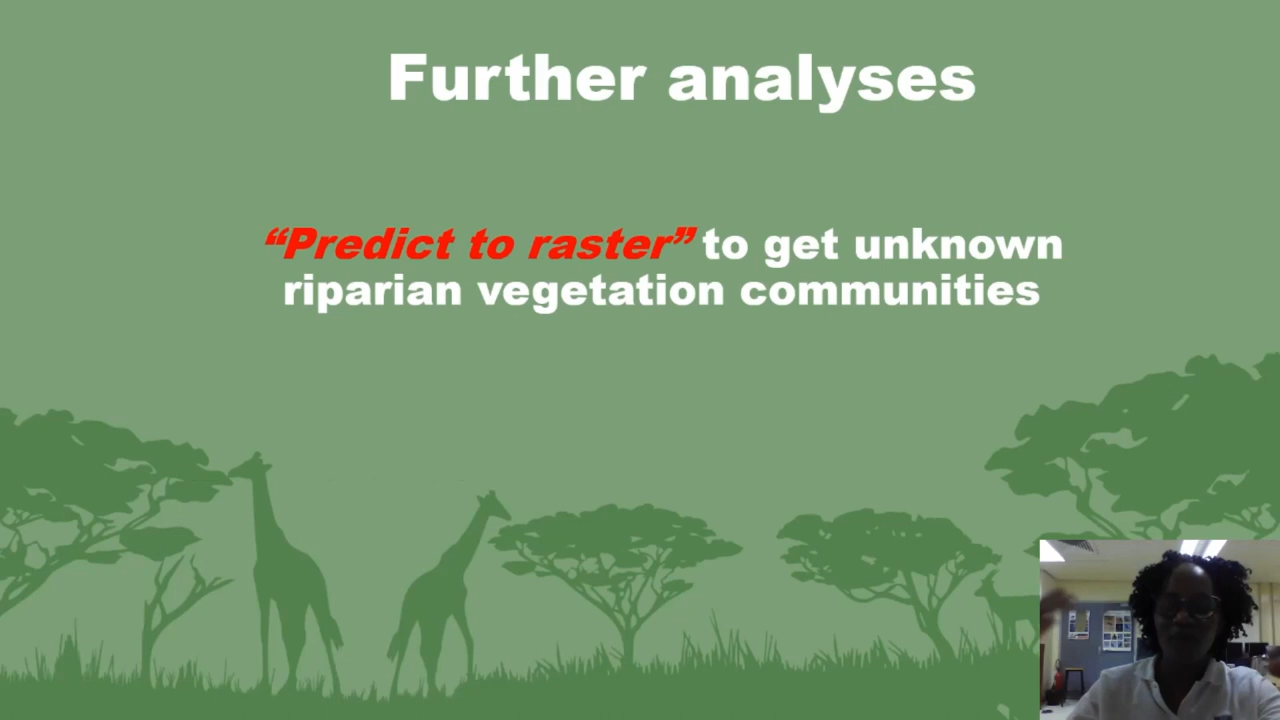 Further analyses
“Predict to raster” to get unknown
riparian vegetation communities